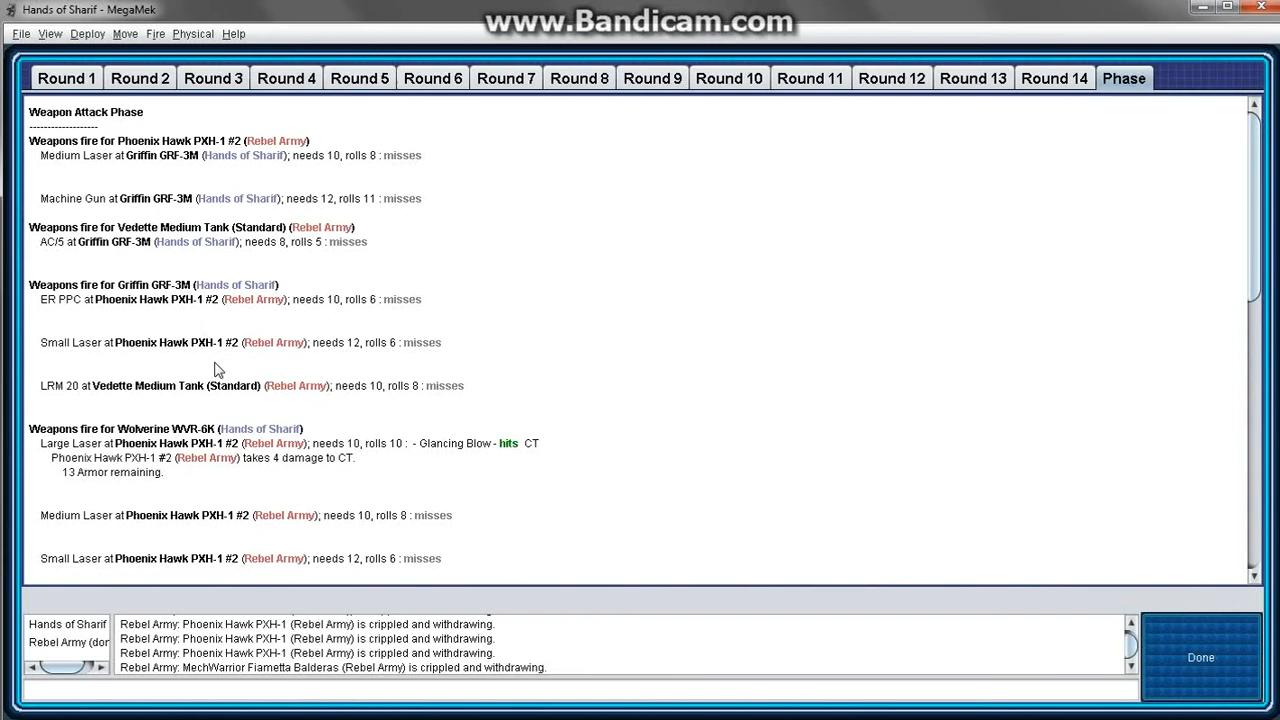 Hands of Sharif - MegaMek
www.Bandicam.com
File View Deploy Move Fire Physical Help
Round 1 Round 2 Round 3 Round 4 Round 5 Round 6 Round 7 Round 8 Round 9 Round 10 Round 11 Round 12 Round 13 Round 14 Phase
Weapon Attack Phase
-------------------
Weapons fire for Phoenix Hawk PXH-1 #2 (Rebel Army)
Medium Laser at Griffin GRF-3M (Hands of Sharif); needs 10, rolls 8 : misses
Machine Gun at Griffin GRF-3M (Hands of Sharif); needs 12, rolls 11 : misses
Weapons fire for Vedette Medium Tank (Standard) (Rebel Army)
AC/5 at Griffin GRF-3M (Hands of Sharif); needs 8, rolls 5 : misses
Weapons fire for Griffin GRF-3M (Hands of Sharif)
ER PPC at Phoenix Hawk PXH-1 #2 (Rebel Army); needs 10, rolls 6 : misses
Small Laser at Phoenix Hawk PXH-1 #2 (Rebel Army); needs 12, rolls 6 : misses
LRM 20 at Vedette Medium Tank (Standard) (Rebel Army); needs 10, rolls 8 : misses
Weapons fire for Wolverine WVR-6K (Hands of Sharif)
Large Laser at Phoenix Hawk PXH-1 #2 (Rebel Army); needs 10, rolls 10 : - Glancing Blow - hits CT
Phoenix Hawk PXH-1 #2 (Rebel Army) takes 4 damage to CT.
13 Armor remaining.
Medium Laser at Phoenix Hawk PXH-1 #2 (Rebel Army); needs 10, rolls 8 : misses
Small Laser at Phoenix Hawk PXH-1 #2 (Rebel Army); needs 12, rolls 6 : misses
Hands of Sharif
Rebel Army (dor
Rebel Army: Phoenix Hawk PXH-1 (Rebel Army) is crippled and withdrawing.
Rebel Army: Phoenix Hawk PXH-1 (Rebel Army) is crippled and withdrawing.
Rebel Army: Phoenix Hawk PXH-1 (Rebel Army) is crippled and withdrawing.
Rebel Army: MechWarrior Fiametta Balderas (Rebel Army) is crippled and withdrawing.
Done